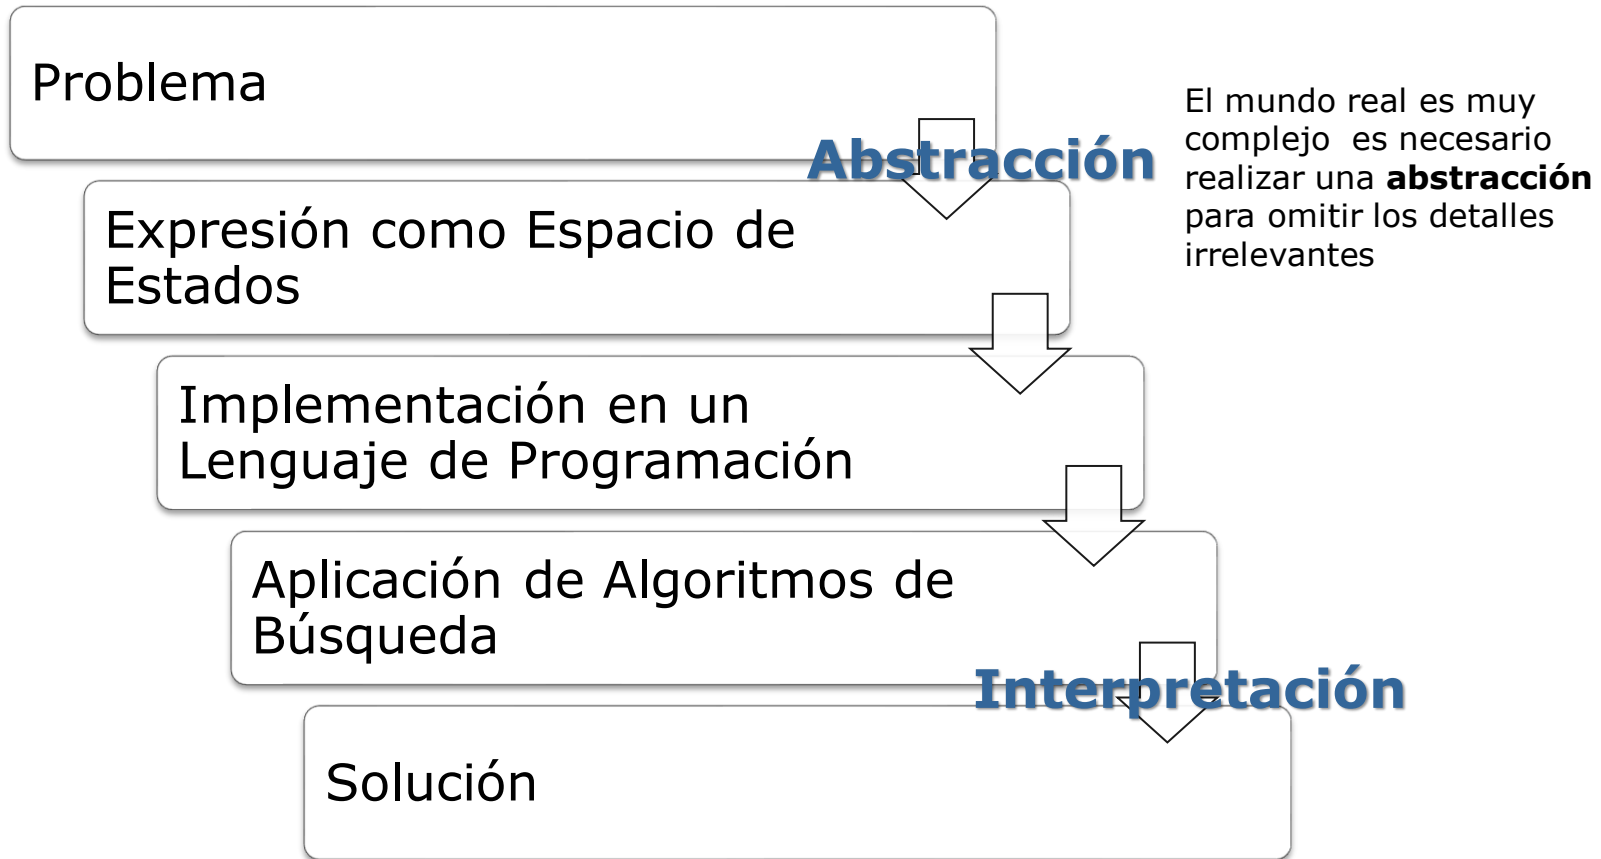 Problema
Abstracción
El mundo real es muy
complejo es necesario
realizar una abstracción
para omitir los detalles
irrelevantes
Expresión como Espacio de
Estados
Implementación en un
Lenguaje de Programación
Aplicación de Algoritmos de
Búsqueda
Interpretación
Solución